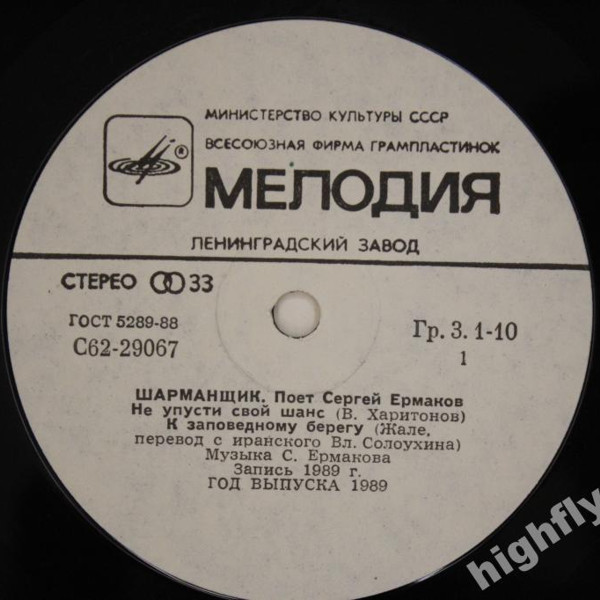 МИНИСТЕРСТВО КУЛЬТУРЫ СССР
ВСЕСОЮЗНАЯ ФИРМА ГРАМПЛАСТИНОК
®
МЕЛОДИЯ
ЛЕНИНГРАДСКИЙ ЗАВОД
СТЕРЕО 33
ГОСТ 5289-88
С62-29067
Гр. 3. 1-10
1
ШАРМАНЩИК. Поет Сергей Ермаков
Не упусти свой шанс (В. Харитонов)
К заповедному берегу (Жале,
перевод с иранского Вл. Солоухина)
Музыка С. Ермакова
Запись 1989 г.
ГОД ВЫПУСКА 1989
highfly